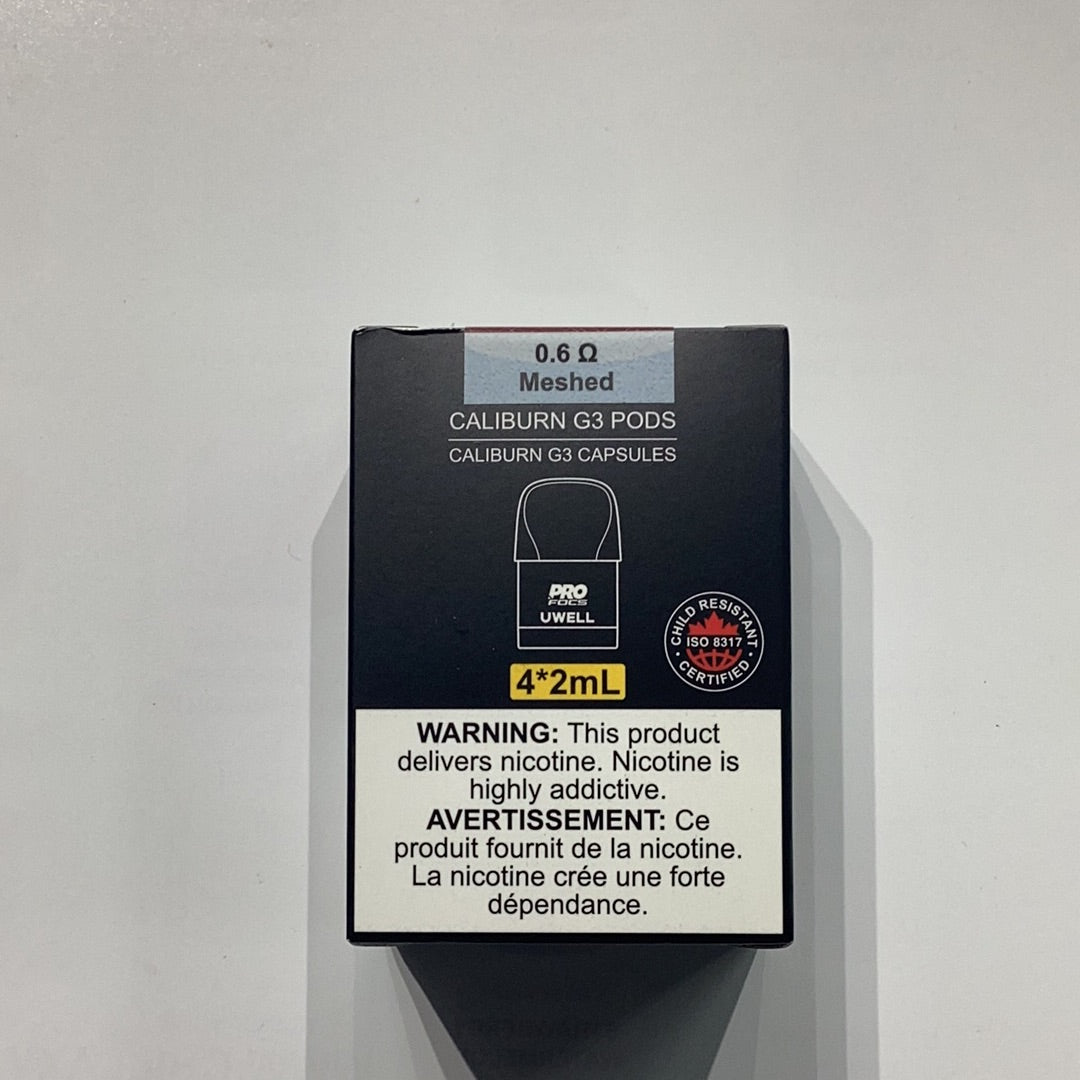 0.6 Ω
Meshed
CALIBURN G3 PODS
CALIBURN G3 CAPSULES
PRO
FOCS
UWELL
CHILD RESISTANT
ISO 8317
CERTIFIED
4*2mL
WARNING: This product
delivers nicotine. Nicotine is
highly addictive.
AVERTISSEMENT: Ce
produit fournit de la nicotine.
La nicotine crée une forte
dépendance.